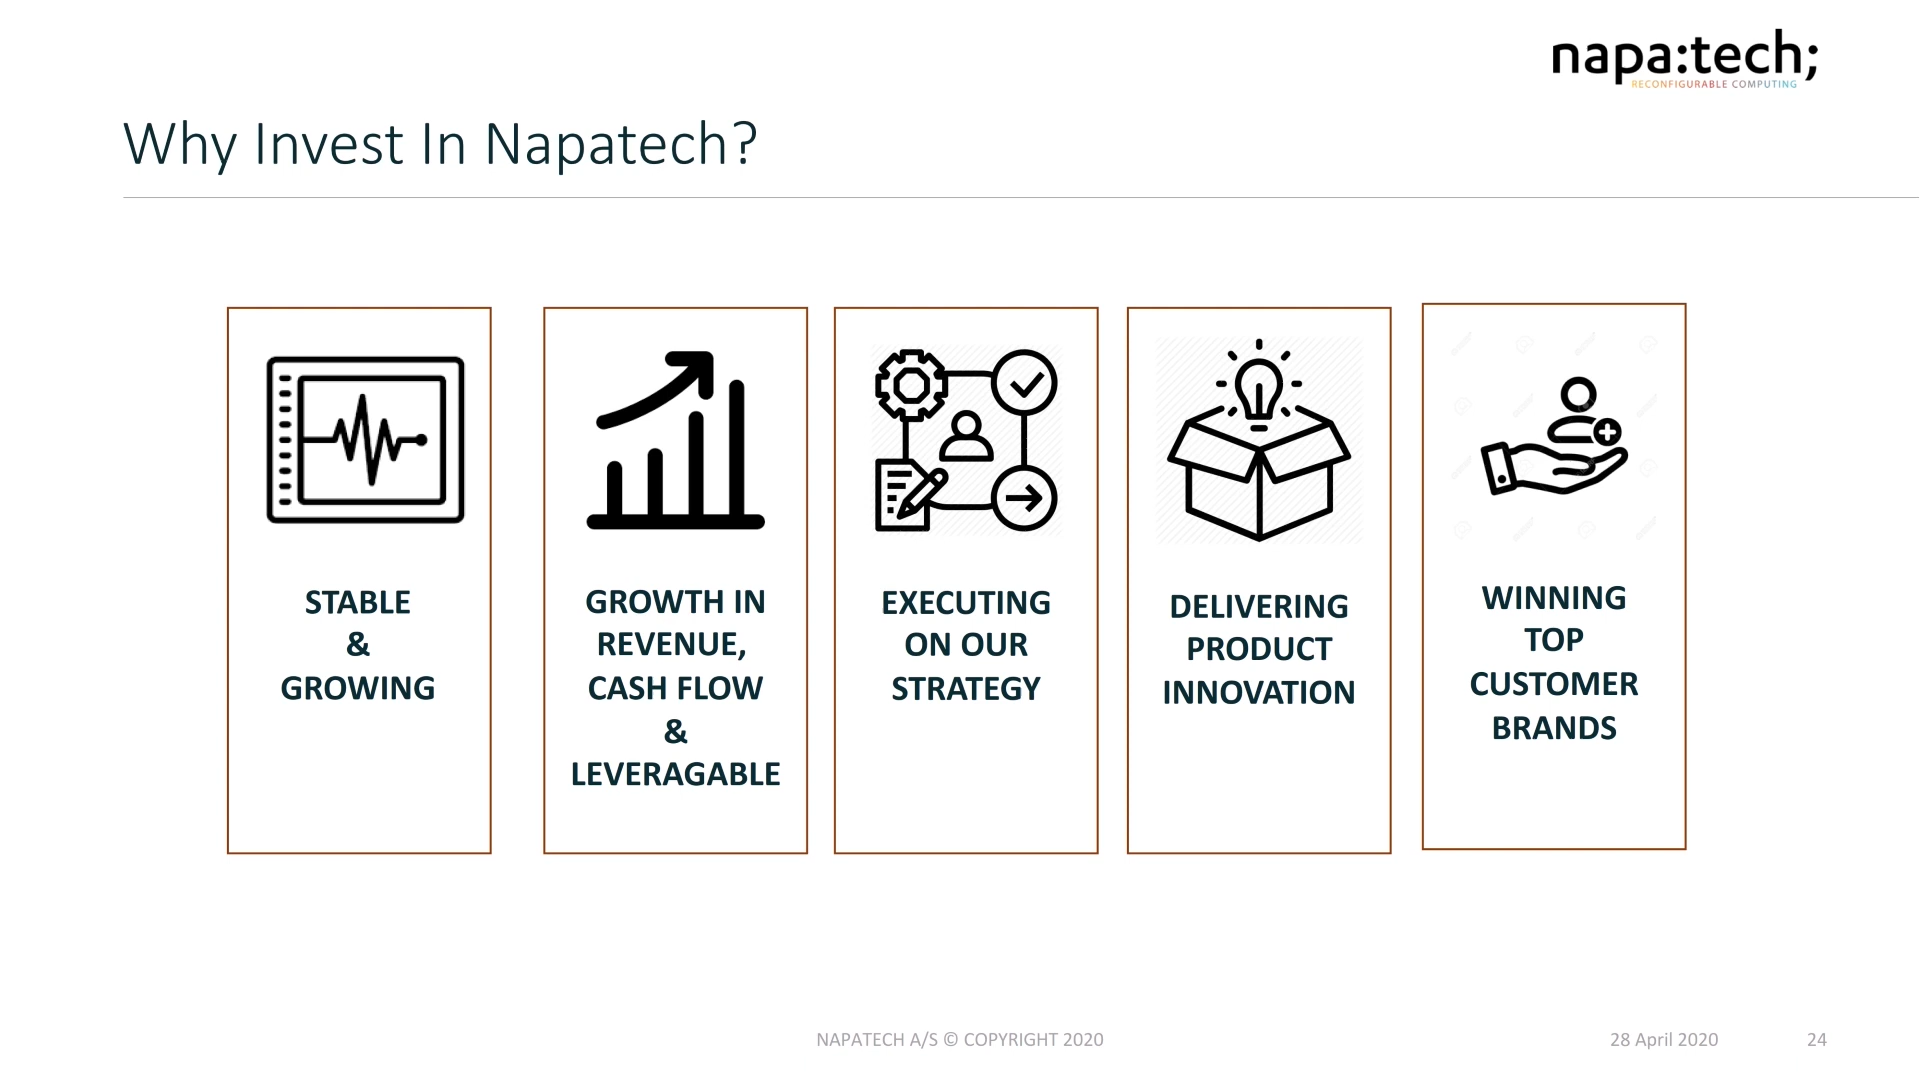 napa:tech;
RECONFIGURABLE COMPUTING
Why Invest In Napatech?
STABLE
&
GROWING
GROWTH IN
REVENUE,
CASH FLOW
&
LEVERAGABLE
EXECUTING
ON OUR
STRATEGY
DELIVERING
PRODUCT
INNOVATION
WINNING
TOP
CUSTOMER
BRANDS
NAPATECH A/S © COPYRIGHT 2020
28 April 2020
24